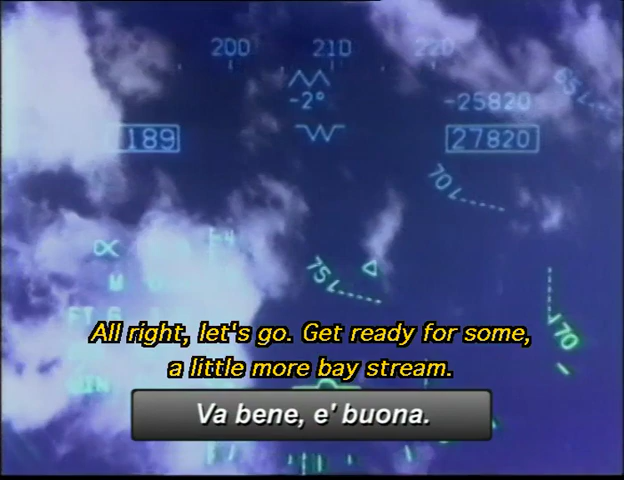 200 210 220
-2°
-25820
65
189
27820
70
∝
M
75
70
All right, let's go. Get ready for some,
a little more bay stream.
Va bene, e' buona.